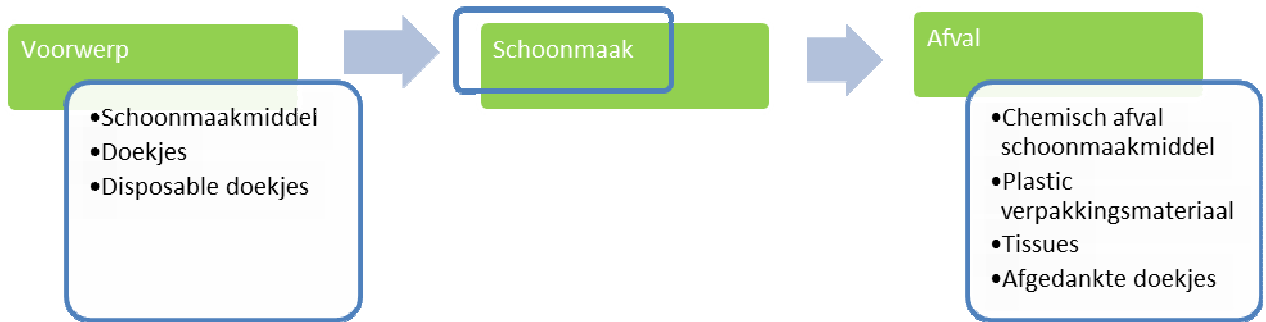 Voorwerp
•Schoonmaakmiddel
•Doekjes
•Disposable doekjes
Schoonmaak
Afval
•Chemisch afval
schoonmaakmiddel
•Plastic
verpakkingsmateriaal
•Tissues
•Afgedankte doekjes